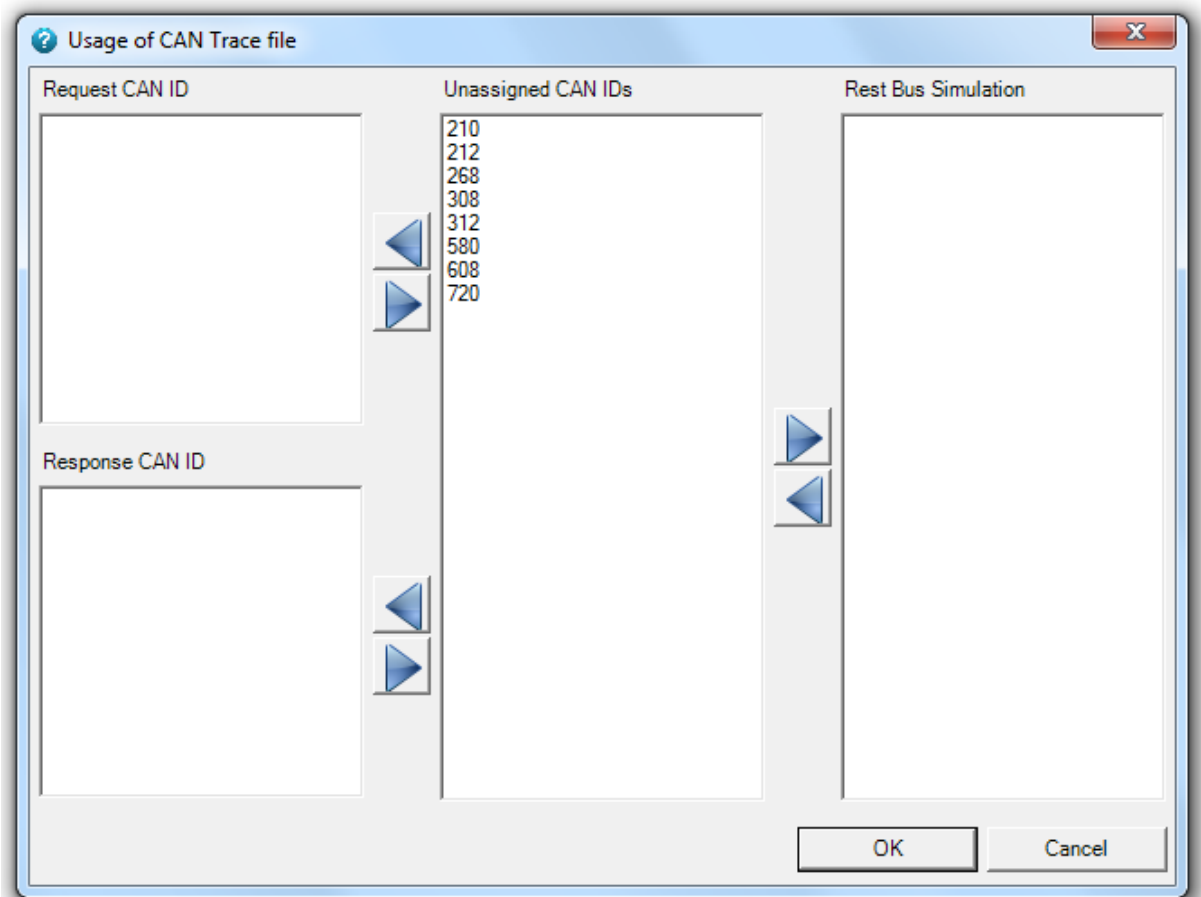 Usage of CAN Trace file
Request CAN ID
Unassigned CAN IDs
Rest Bus Simulation
210
212
268
308
312
580
608
720
Response CAN ID
OK
Cancel